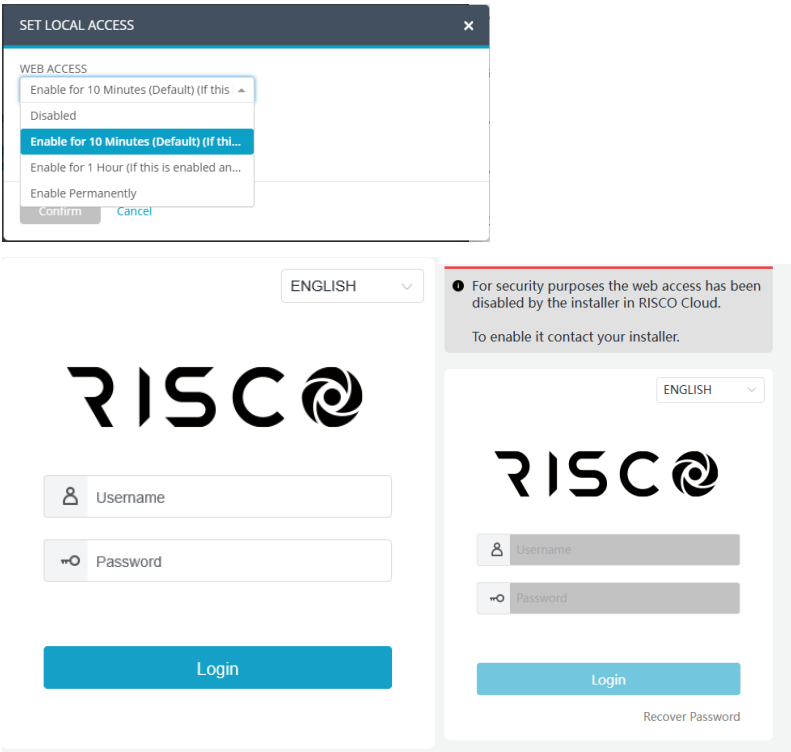 SET LOCAL ACCESS
WEB ACCESS
Enable for 10 Minutes (Default) (If this
Disabled
Enable for 10 Minutes (Default) (If thi...
Enable for 1 Hour (If this is enabled an...
Enable Permanently
Confirm Cancel
ENGLISH
RISCO
Username
Password
Login
For security purposes the web access has been
disabled by the installer in RISCO Cloud.
To enable it contact your installer.
ENGLISH
RISCO
Username
Password
Login
Recover Password